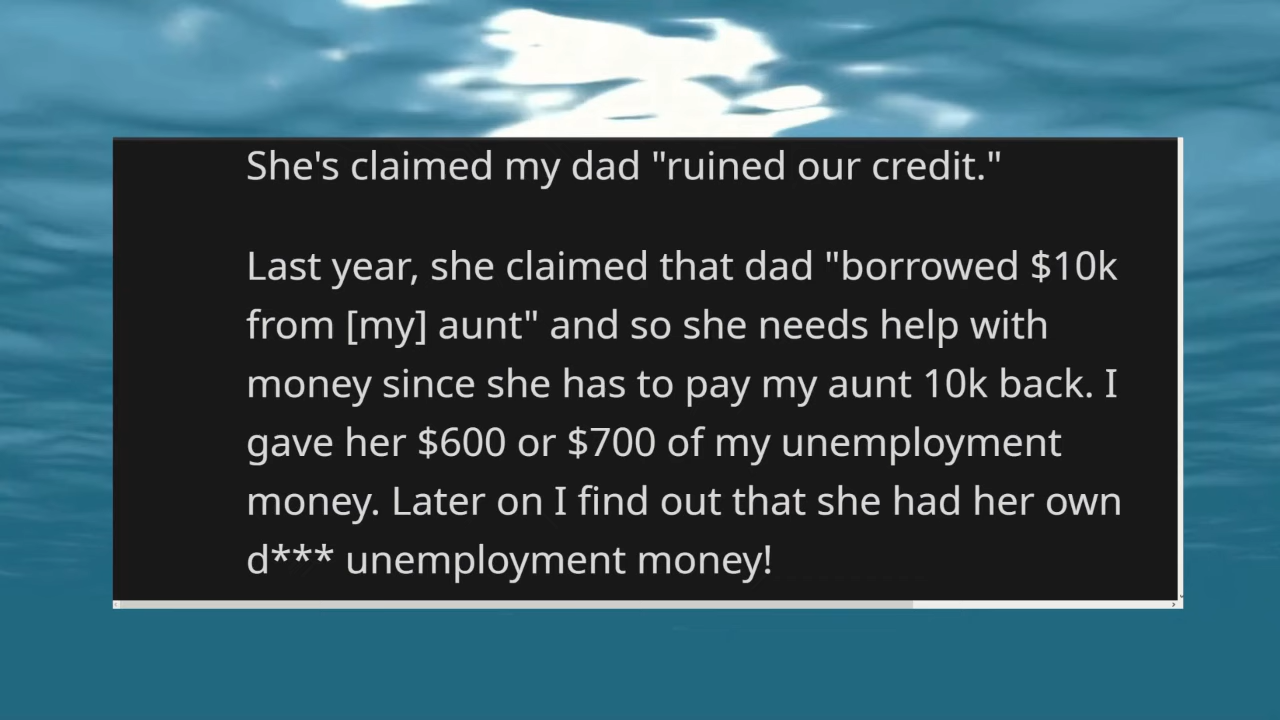 She's claimed my dad "ruined our credit."
Last year, she claimed that dad "borrowed $10k
from [my] aunt" and so she needs help with
money since she has to pay my aunt 10k back. I
gave her $600 or $700 of my unemployment
money. Later on I find out that she had her own
d*** unemployment money!